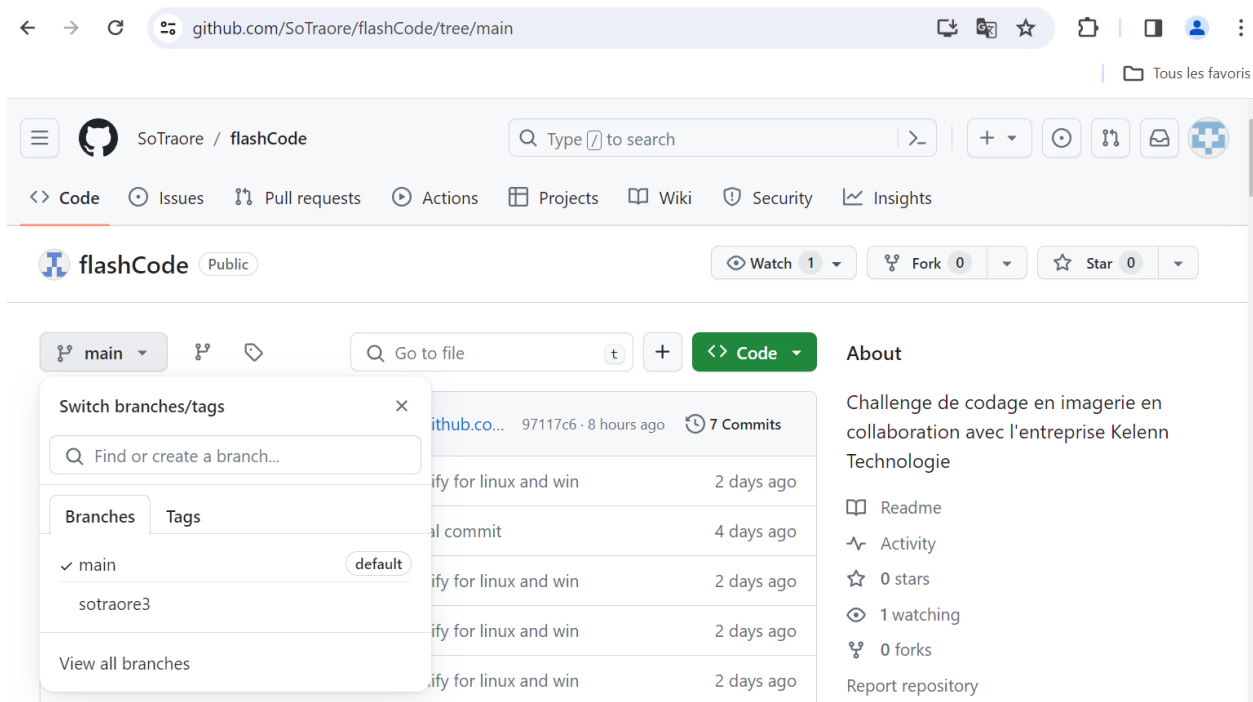 github.com/SoTraore/flashCode/tree/main
Tous les favoris
SoTraore / flashCode
Type / to search
Code Issues Pull requests Actions Projects Wiki Security Insights
flashCode Public
Watch 1 Fork 0 Star 0
main
Go to file t
Code
About
Switch branches/tags
Find or create a branch...
Branches Tags
main default
sotraore3
View all branches
ithub.co... 97117c6 · 8 hours ago 7 Commits
ify for linux and win 2 days ago
al commit 4 days ago
ify for linux and win 2 days ago
ify for linux and win 2 days ago
ify for linux and win 2 days ago
Challenge de codage en imagerie en
collaboration avec l'entreprise Kelenn
Technologie
Readme
Activity
0 stars
1 watching
0 forks
Report repository